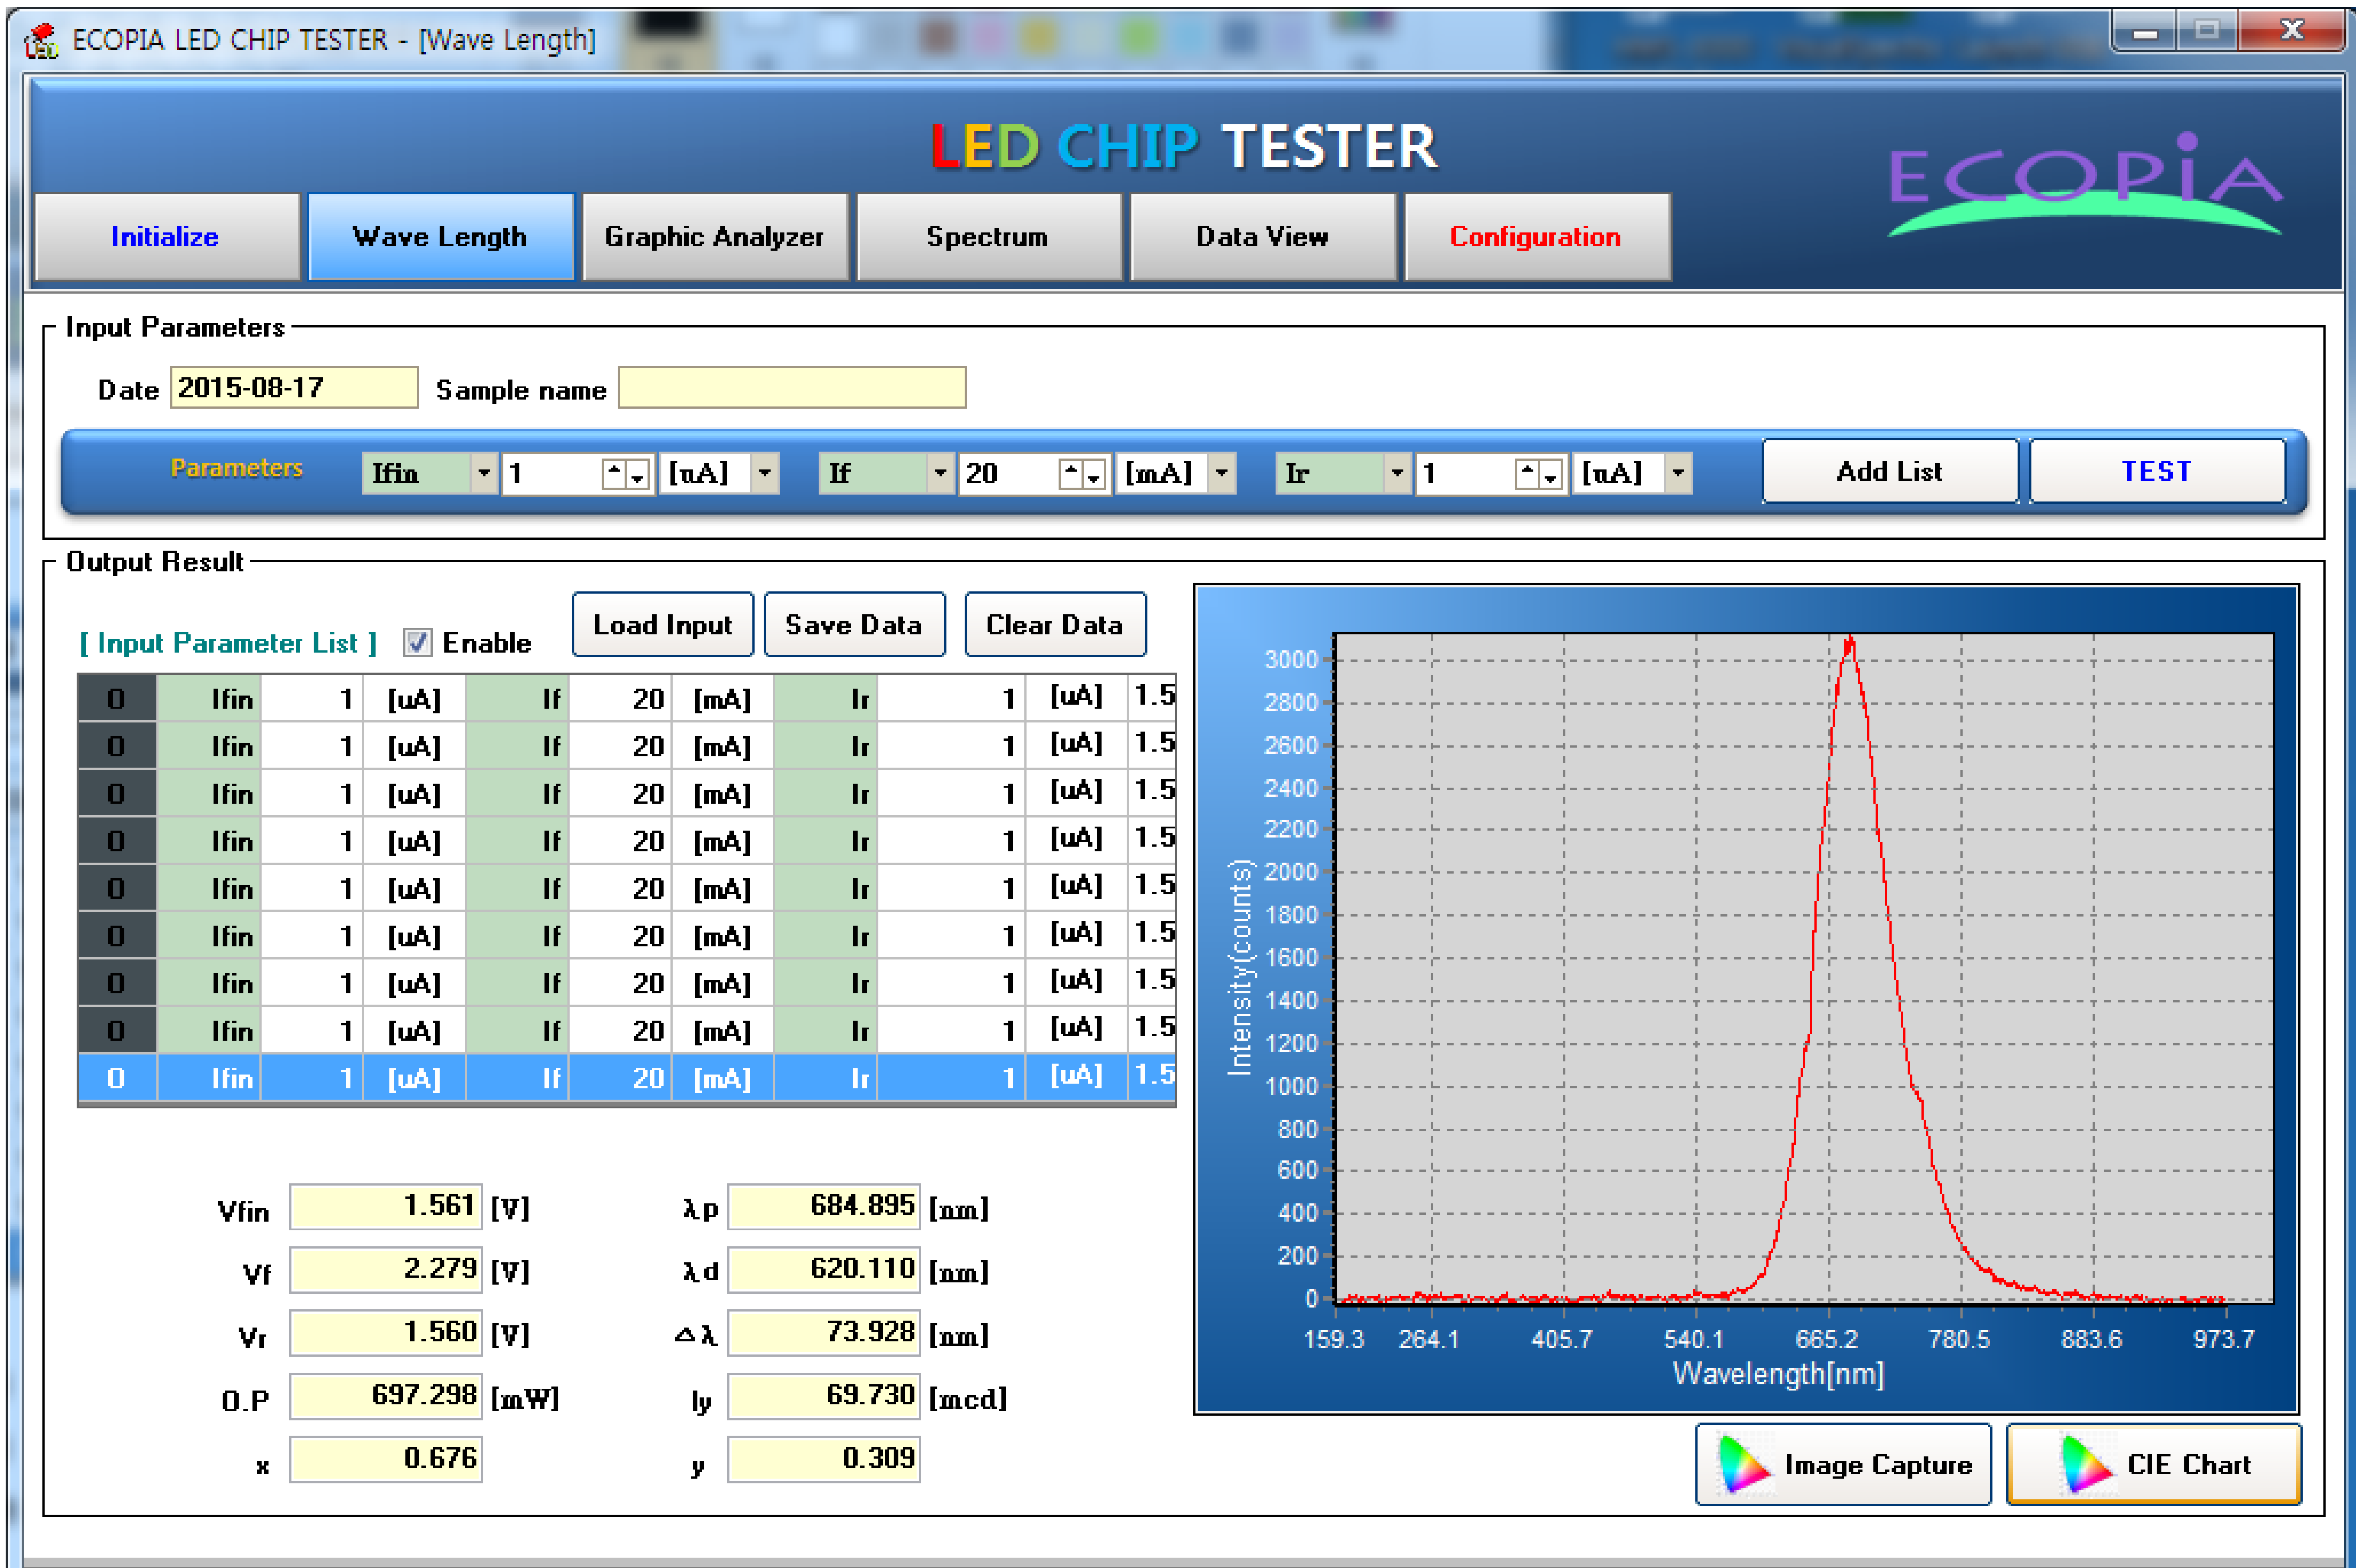 ECOPIA LED CHIP TESTER - [Wave Length]
LED CHIP TESTER
ECOPiA
Initialize Wave Length Graphic Analyzer Spectrum Data View Configuration
Input Parameters
Date 2015-08-17 Sample name
Parameters Ifin 1 [uA] If 20 [mA] Ir 1 [uA] Add List TEST
Output Result
[ Input Parameter List ] Enable Load Input Save Data Clear Data
0 Ifin 1 [uA] If 20 [mA] Ir 1 [uA] 1.5
0 Ifin 1 [uA] If 20 [mA] Ir 1 [uA] 1.5
0 Ifin 1 [uA] If 20 [mA] Ir 1 [uA] 1.5
0 Ifin 1 [uA] If 20 [mA] Ir 1 [uA] 1.5
0 Ifin 1 [uA] If 20 [mA] Ir 1 [uA] 1.5
0 Ifin 1 [uA] If 20 [mA] Ir 1 [uA] 1.5
0 Ifin 1 [uA] If 20 [mA] Ir 1 [uA] 1.5
0 Ifin 1 [uA] If 20 [mA] Ir 1 [uA] 1.5
0 Ifin 1 [uA] If 20 [mA] Ir 1 [uA] 1.5
Vfin 1.561 [V] λp 684.895 [nm]
Vf 2.279 [V] λd 620.110 [nm]
Vr 1.560 [V] Δλ 73.928 [nm]
O.P 697.298 [mW] Iy 69.730 [mcd]
x 0.676 y 0.309
Intensity(counts)
3000
2800
2600
2400
2200
2000
1800
1600
1400
1200
1000
800
600
400
200
0
159.3 264.1 405.7 540.1 665.2 780.5 883.6 973.7
Wavelength[nm]
Image Capture CIE Chart